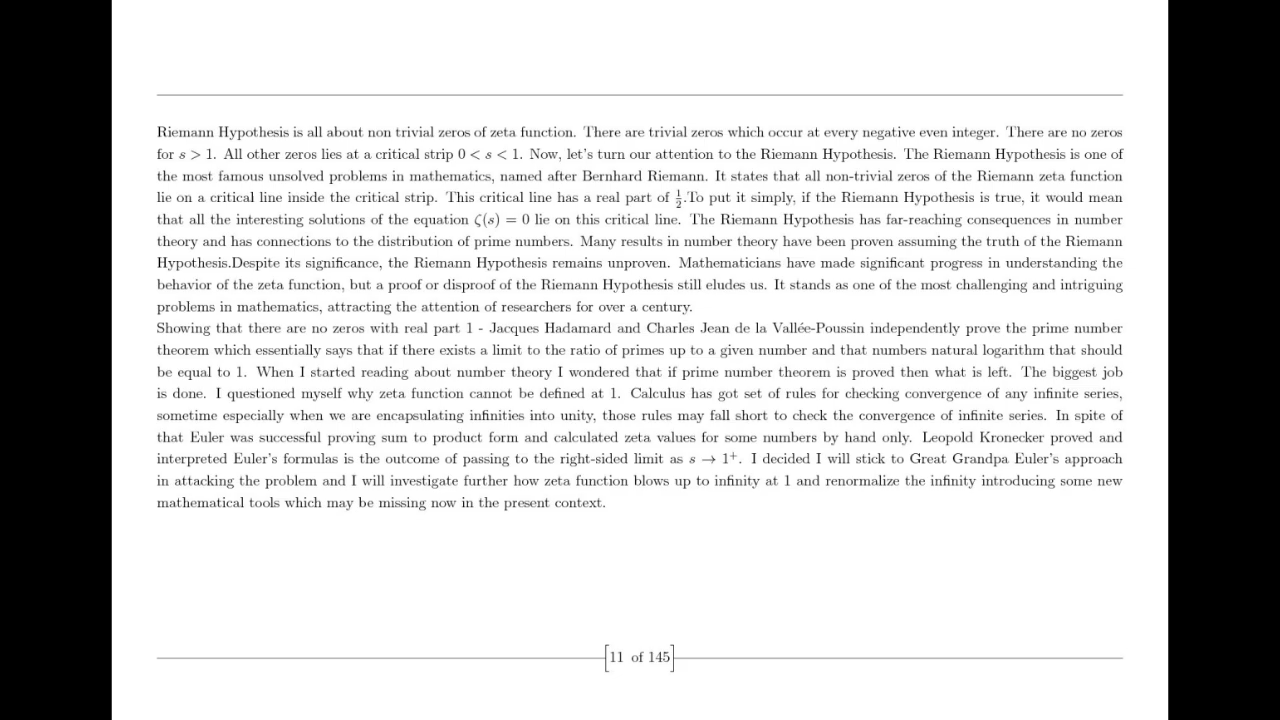 Riemann Hypothesis is all about non trivial zeros of zeta function. There are trivial zeros which occur at every negative even integer. There are no zeros
for s > 1. All other zeros lies at a critical strip 0 < s < 1. Now, let's turn our attention to the Riemann Hypothesis. The Riemann Hypothesis is one of
the most famous unsolved problems in mathematics, named after Bernhard Riemann. It states that all non-trivial zeros of the Riemann zeta function
lie on a critical line inside the critical strip. This critical line has a real part of 1/2.To put it simply, if the Riemann Hypothesis is true, it would mean
that all the interesting solutions of the equation ζ(s) = 0 lie on this critical line. The Riemann Hypothesis has far-reaching consequences in number
theory and has connections to the distribution of prime numbers. Many results in number theory have been proven assuming the truth of the Riemann
Hypothesis.Despite its significance, the Riemann Hypothesis remains unproven. Mathematicians have made significant progress in understanding the
behavior of the zeta function, but a proof or disproof of the Riemann Hypothesis still eludes us. It stands as one of the most challenging and intriguing
problems in mathematics, attracting the attention of researchers for over a century.
Showing that there are no zeros with real part 1 - Jacques Hadamard and Charles Jean de la Vallée-Poussin independently prove the prime number
theorem which essentially says that if there exists a limit to the ratio of primes up to a given number and that numbers natural logarithm that should
be equal to 1. When I started reading about number theory I wondered that if prime number theorem is proved then what is left. The biggest job
is done. I questioned myself why zeta function cannot be defined at 1. Calculus has got set of rules for checking convergence of any infinite series,
sometime especially when we are encapsulating infinities into unity, those rules may fall short to check the convergence of infinite series. In spite of
that Euler was successful proving sum to product form and calculated zeta values for some numbers by hand only. Leopold Kronecker proved and
interpreted Euler's formulas is the outcome of passing to the right-sided limit as s → 1⁺. I decided I will stick to Great Grandpa Euler's approach
in attacking the problem and I will investigate further how zeta function blows up to infinity at 1 and renormalize the infinity introducing some new
mathematical tools which may be missing now in the present context.
[11 of 145]